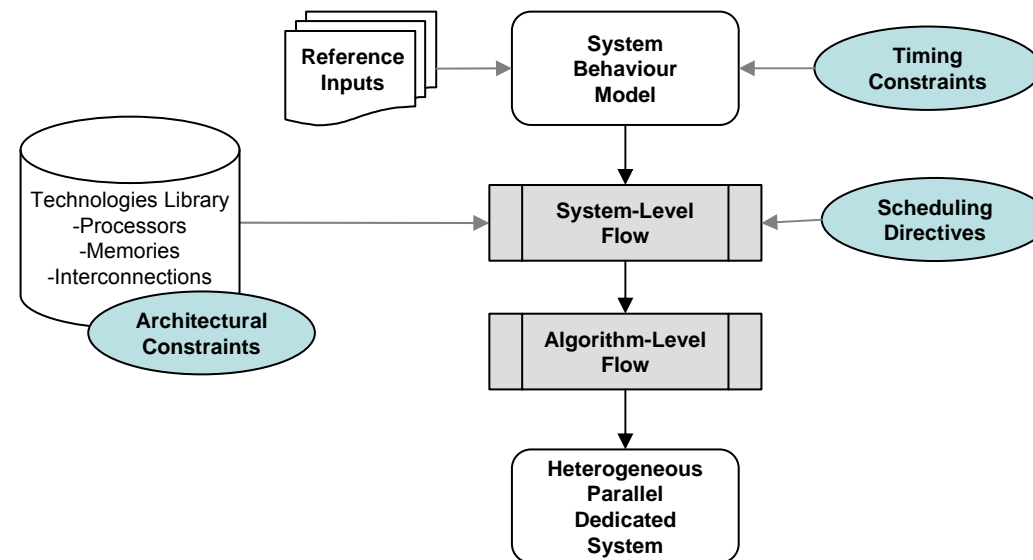 Reference
Inputs
System
Behaviour
Model
Timing
Constraints
Technologies Library
-Processors
-Memories
-Interconnections
Architectural
Constraints
System-Level
Flow
Scheduling
Directives
Algorithm-Level
Flow
Heterogeneous
Parallel
Dedicated
System